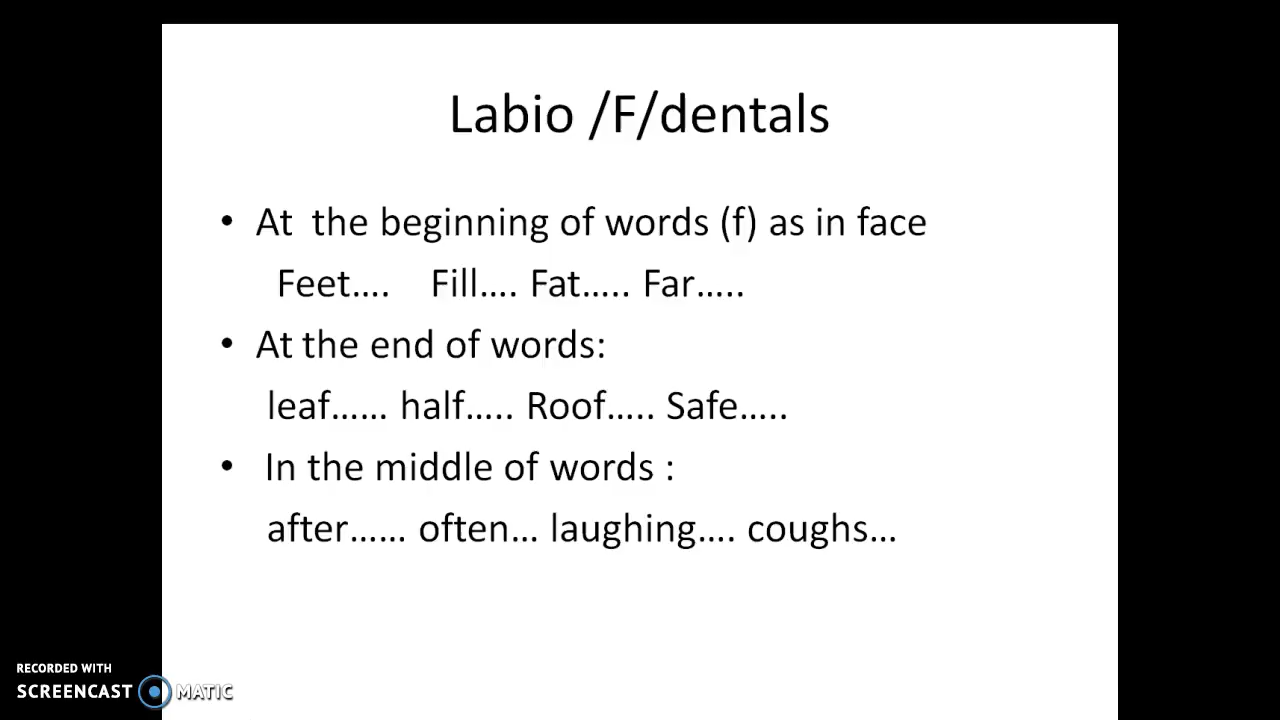 Labio /F/dentals
• At the beginning of words (f) as in face
Feet…. Fill…. Fat….. Far…..
• At the end of words:
leaf…… half….. Roof….. Safe…..
• In the middle of words :
after…… often… laughing…. coughs…
RECORDED WITH
SCREENCAST MATIC